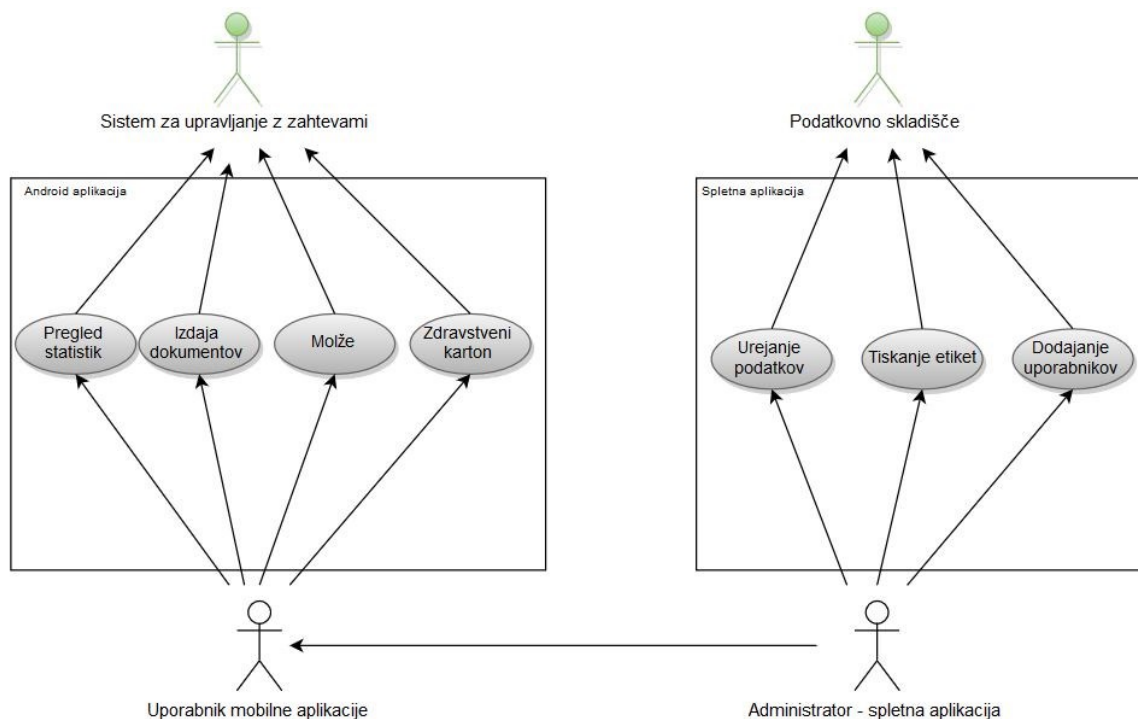 Sistem za upravljanje z zahtevami
Podatkovno skladišče
Android aplikacija
Spletna aplikacija
Pregled
statistik
Izdaja
dokumentov
Molže
Zdravstveni
karton
Urejanje
podatkov
Tiskanje etiket
Dodajanje
uporabnikov
Uporabnik mobilne aplikacije
Administrator - spletna aplikacija